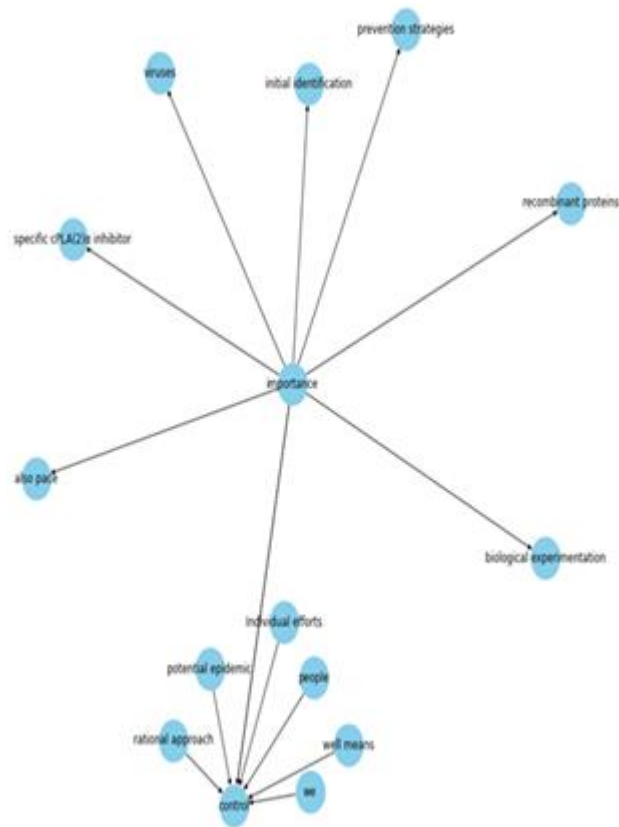 prevention strategies
viruses
initial identification
recombinant proteins
specific cPLA(2)α inhibitor
importance
also pace
biological experimentation
Individual efforts
potential epidemic
people
rational approach
well means
we
control